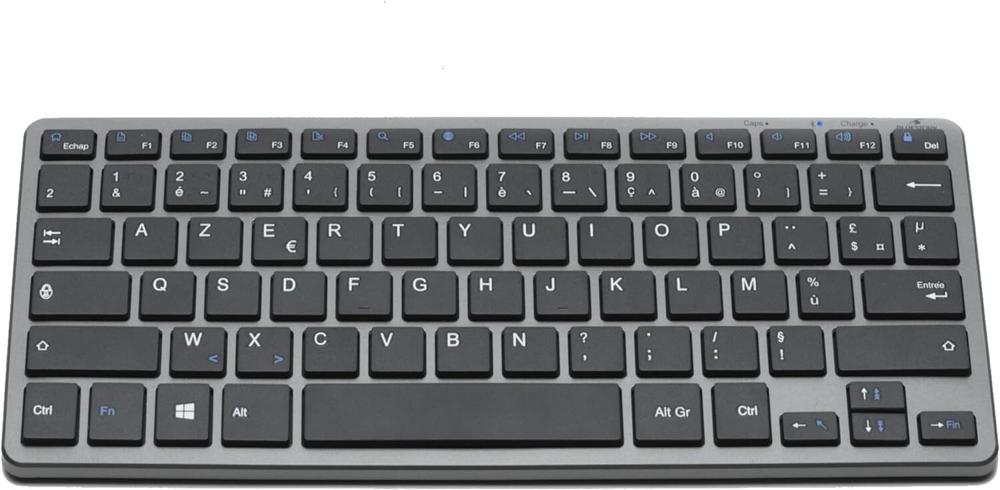 Caps Charge
BLUESTORK
Echap F1 F2 F3 F4 F5 F6 F7 F8 F9 F10 F11 F12 Del
2 1 & 2 é ~ 3 " # 4 ' { 5 ( [ 6 - | 7 è ` 8 _ \ 9 ç ^ 0 à @ ° ) ] + = }
A Z E € R T Y U I O P ¨ ^ £ $ ¤ µ *
Q S D F G H J K L M % ù Entrée
W < X > C V B N ? , . ; / : § !
Ctrl Fn Alt Alt Gr Ctrl Fin